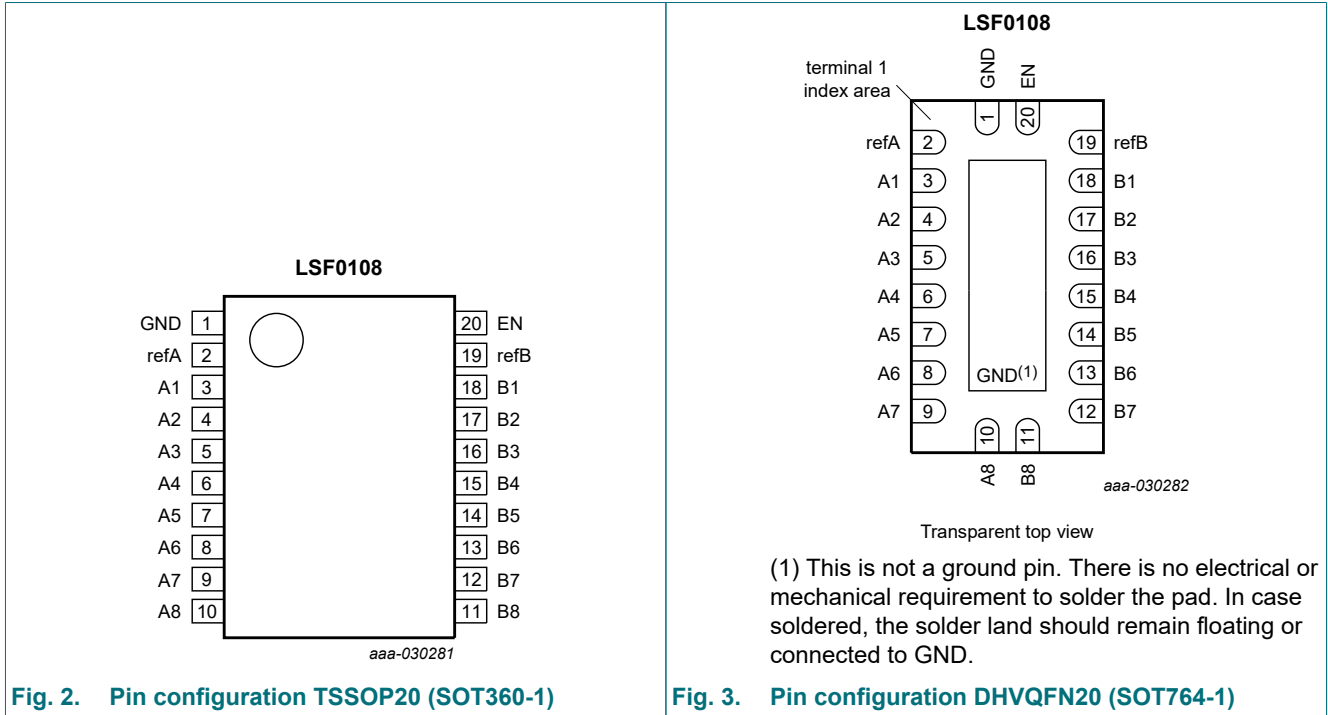 LSF0108
GND 1
refA 2
A1 3
A2 4
A3 5
A4 6
A5 7
A6 8
A7 9
A8 10
20 EN
19 refB
18 B1
17 B2
16 B3
15 B4
14 B5
13 B6
12 B7
11 B8
aaa-030281
Fig. 2. Pin configuration TSSOP20 (SOT360-1)
LSF0108
terminal 1
index area
GND
EN
1
20
refA 2
A1 3
A2 4
A3 5
A4 6
A5 7
A6 8
A7 9
19 refB
18 B1
17 B2
16 B3
15 B4
14 B5
13 B6
12 B7
GND(1)
10
11
A8
B8
aaa-030282
Transparent top view
(1) This is not a ground pin. There is no electrical or
mechanical requirement to solder the pad. In case
soldered, the solder land should remain floating or
connected to GND.
Fig. 3. Pin configuration DHVQFN20 (SOT764-1)